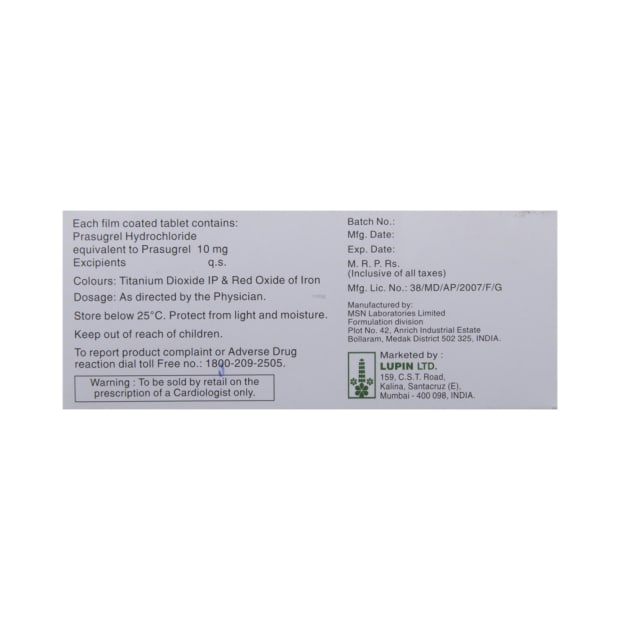 Each film coated tablet contains:
Prasugrel Hydrochloride
equivalent to Prasugrel 10 mg
Excipients q.s.
Colours: Titanium Dioxide IP & Red Oxide of Iron
Dosage: As directed by the Physician.
Store below 25°C. Protect from light and moisture.
Keep out of reach of children.
To report product complaint or Adverse Drug
reaction dial toll Free no.: 1800-209-2505.
Warning : To be sold by retail on the
prescription of a Cardiologist only.
Batch No.:
Mfg. Date:
Exp. Date:
M. R. P. Rs.
(Inclusive of all taxes)
Mfg. Lic. No.: 38/MD/AP/2007/F/G
Manufactured by:
MSN Laboratories Limited
Formulation division
Plot No. 42, Anrich Industrial Estate
Bollaram, Medak District 502 325, INDIA.
Marketed by :
LUPIN LTD.
159, C.S.T. Road,
Kalina, Santacruz (E),
Mumbai - 400 098, INDIA.